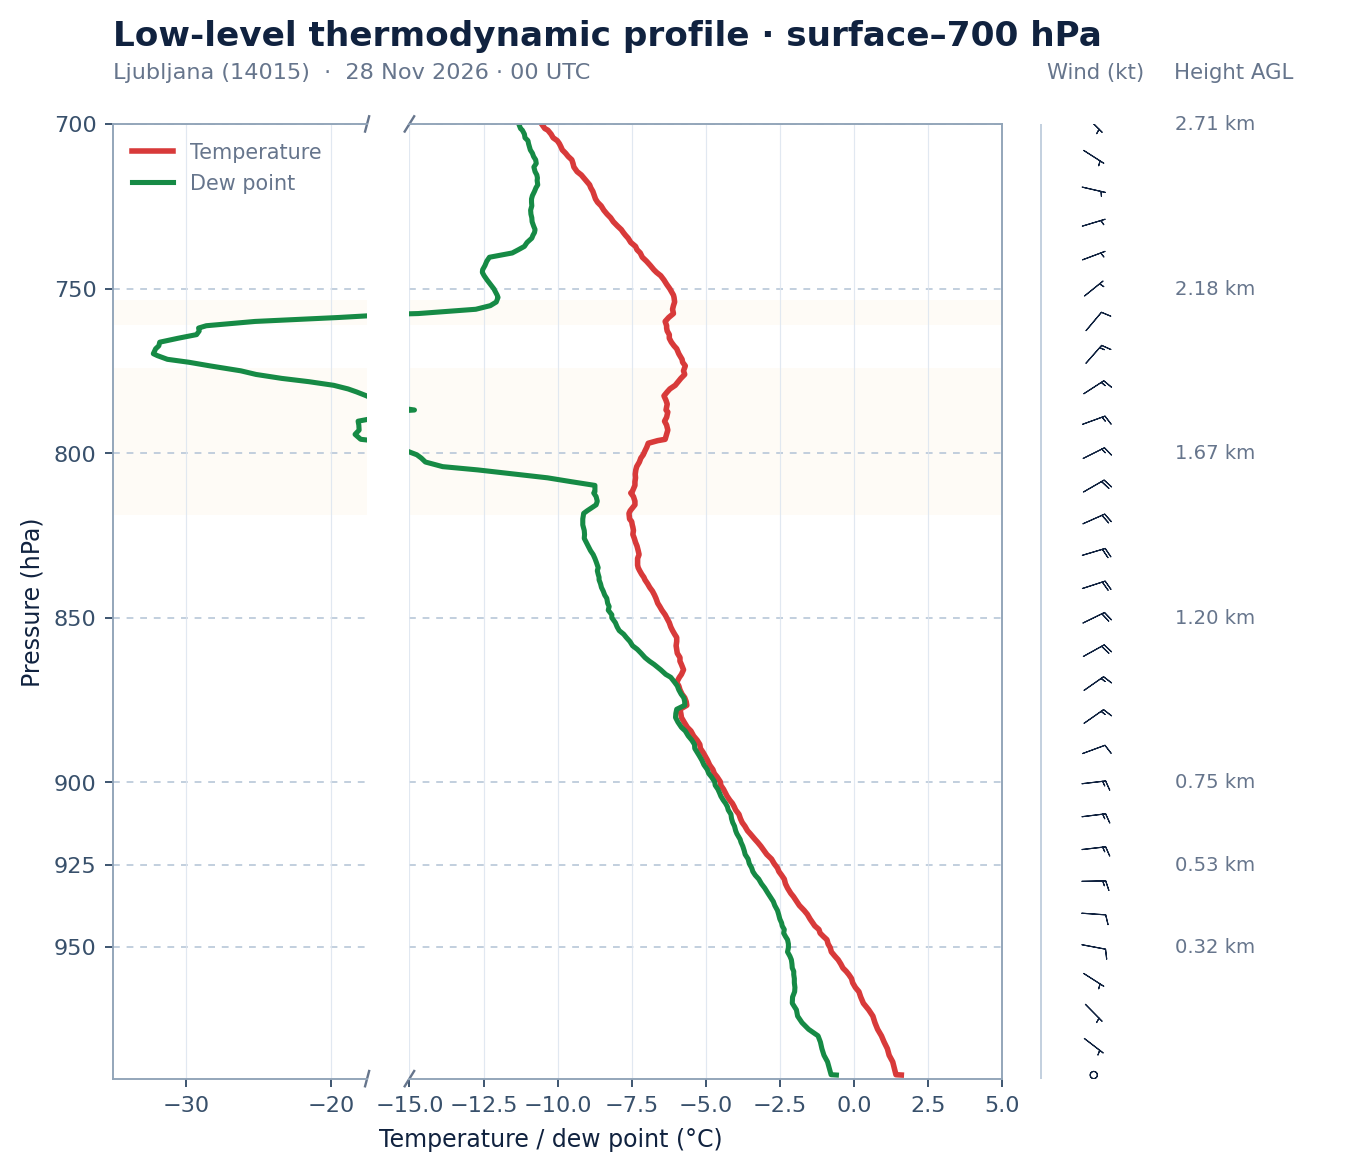 Low-level thermodynamic profile · surface–700 hPa
Ljubljana (14015) · 28 Nov 2026 · 00 UTC
Wind (kt)
Height AGL
Temperature
Dew point
700
750
800
850
900
925
950
Pressure (hPa)
2.71 km
2.18 km
1.67 km
1.20 km
0.75 km
0.53 km
0.32 km
−30
−20
−15.0
−12.5
−10.0
−7.5
−5.0
−2.5
0.0
2.5
5.0
Temperature / dew point (°C)